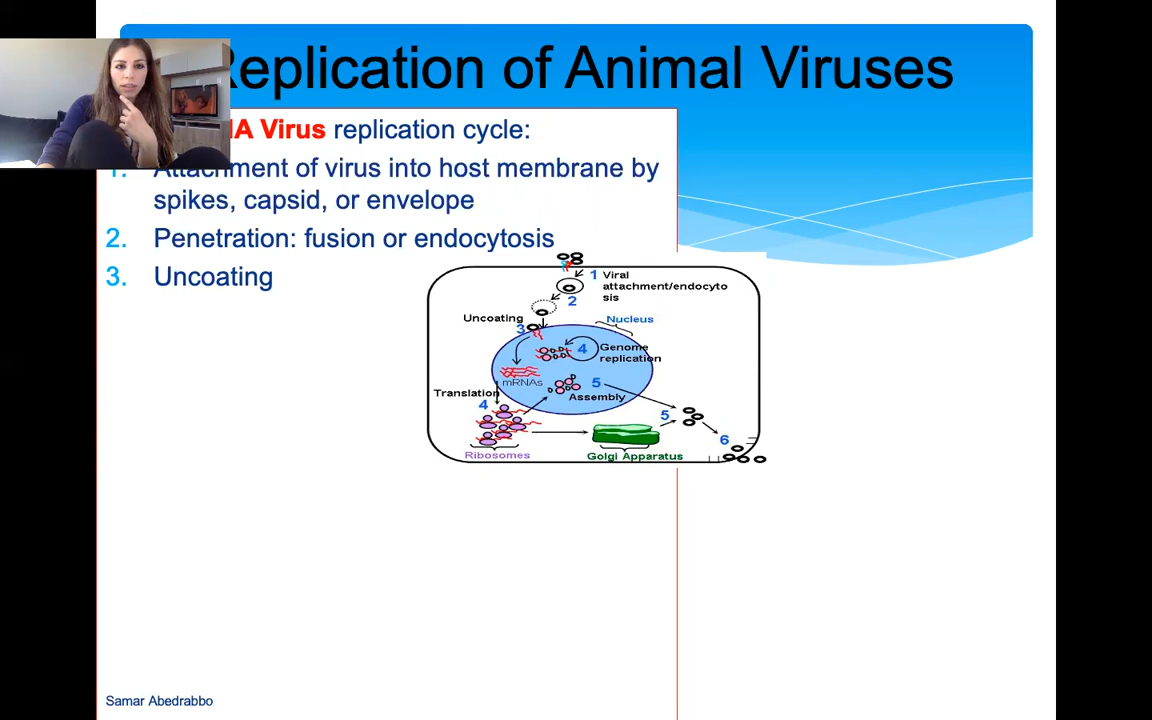 Replication of Animal Viruses
Virus replication cycle:
1. Attachment of virus into host membrane by
spikes, capsid, or envelope
2. Penetration: fusion or endocytosis
3. Uncoating
1 Viral
attachment/endocyto
sis
2
Uncoating
3
Nucleus
4 Genome
replication
mRNAs
5
Assembly
Translation
4
5
6
Ribosomes
Golgi Apparatus
Samar Abedrabbo